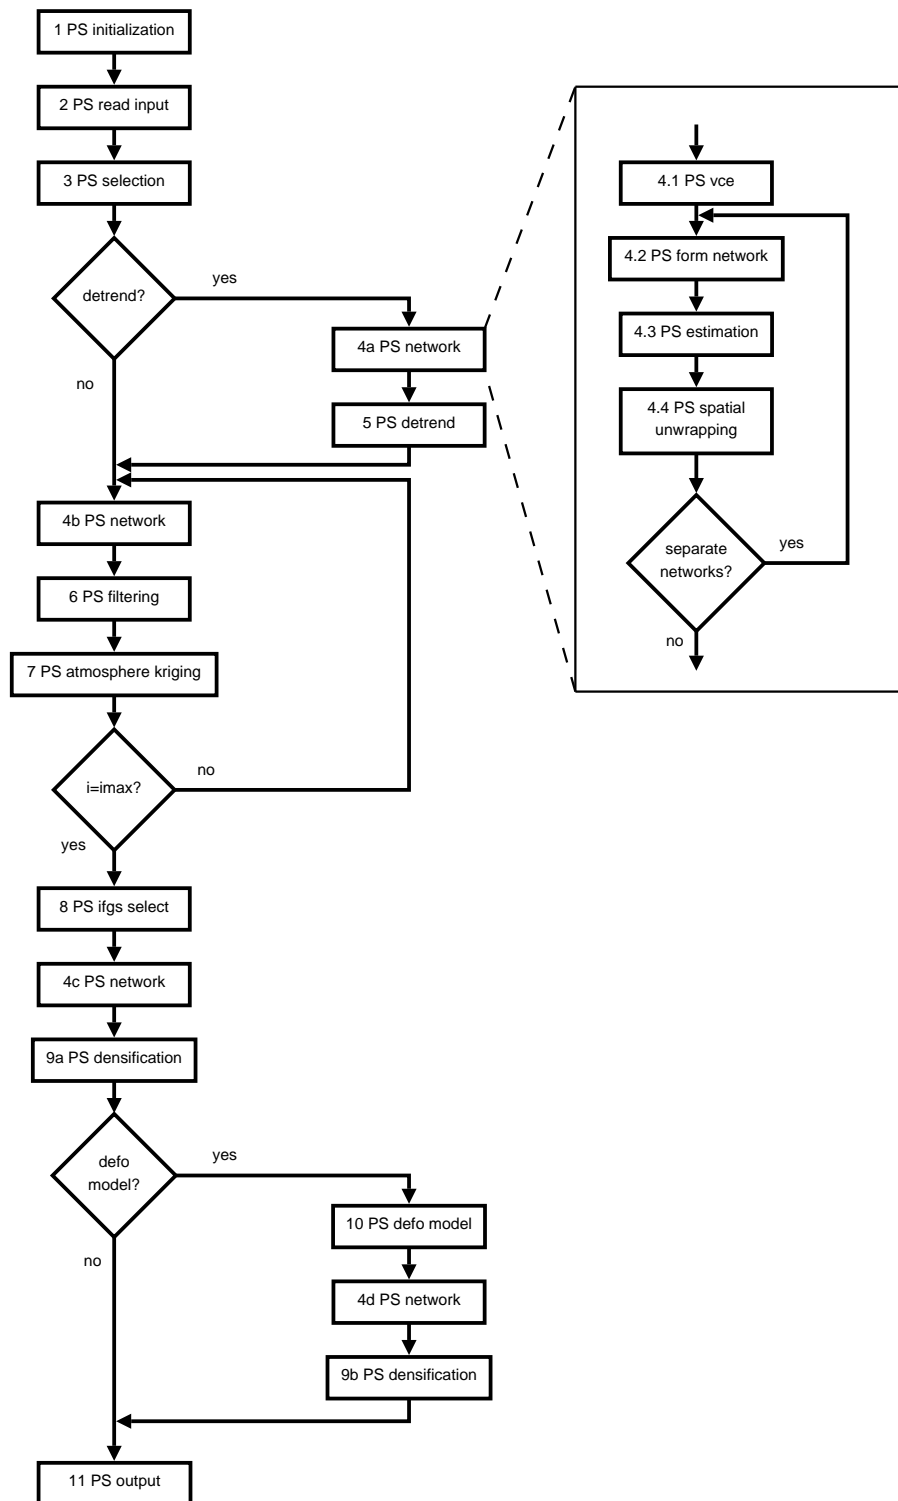 1 PS initialization
2 PS read input
3 PS selection
detrend?
yes
no
4a PS network
5 PS detrend
4b PS network
6 PS filtering
7 PS atmosphere kriging
i=imax?
no
yes
8 PS ifgs select
4c PS network
9a PS densification
defo
model?
yes
no
10 PS defo model
4d PS network
9b PS densification
11 PS output
4.1 PS vce
4.2 PS form network
4.3 PS estimation
4.4 PS spatial
unwrapping
separate
networks?
yes
no